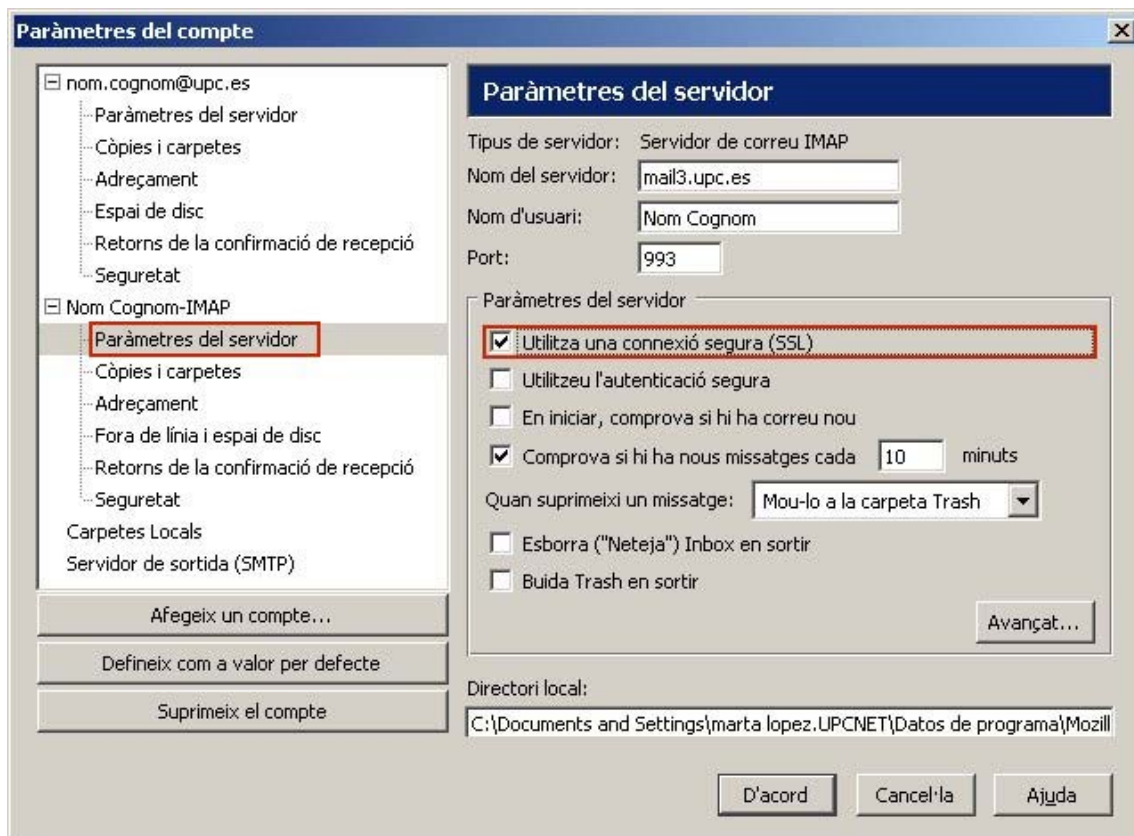 Paràmetres del compte
nom.cognom@upc.es
Paràmetres del servidor
Còpies i carpetes
Adreçament
Espai de disc
Retorns de la confirmació de recepció
Seguretat
Nom Cognom-IMAP
Paràmetres del servidor
Còpies i carpetes
Adreçament
Fora de línia i espai de disc
Retorns de la confirmació de recepció
Seguretat
Carpetes Locals
Servidor de sortida (SMTP)
Afegeix un compte...
Defineix com a valor per defecte
Suprimeix el compte
Paràmetres del servidor
Tipus de servidor: Servidor de correu IMAP
Nom del servidor: mail3.upc.es
Nom d'usuari: Nom Cognom
Port: 993
Paràmetres del servidor
Utilitza una connexió segura (SSL)
Utilitzeu l'autenticació segura
En iniciar, comprova si hi ha correu nou
Comprova si hi ha nous missatges cada 10 minuts
Quan suprimeixi un missatge: Mou-lo a la carpeta Trash
Esborra ("Neteja") Inbox en sortir
Buida Trash en sortir
Avançat...
Directori local:
C:\Documents and Settings\marta lopez.UPCNET\Datos de programa\Mozill
D'acord Cancel·la Ajuda